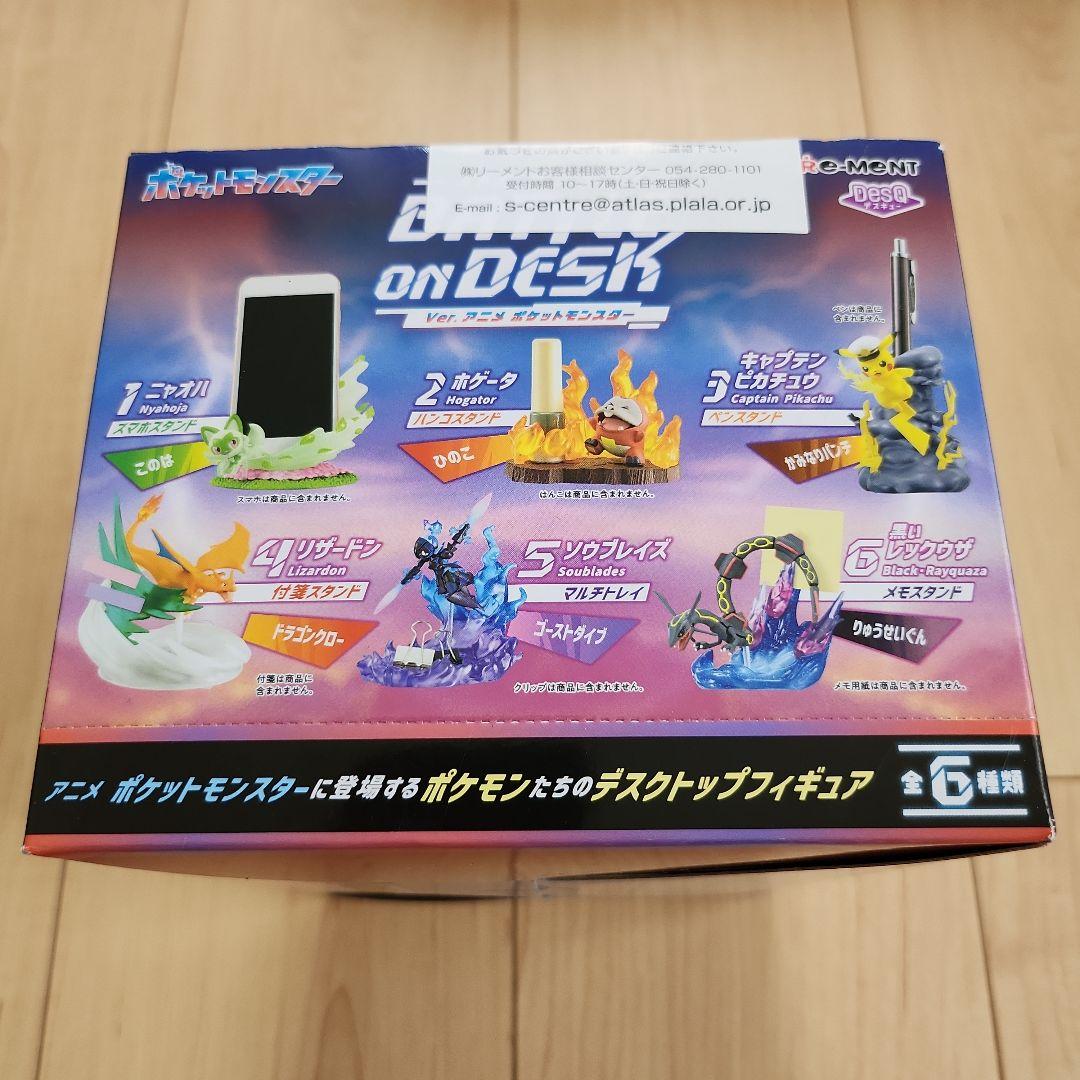 ポケットモンスター
㈱リーメントお客様相談センター 054-280-1101
受付時間 10～17時(土・日・祝日除く)
E-mail : s-centre@atlas.plala.or.jp
Re-MeNT
DesQ
デスキュー
ON DESK
Ver. アニメ ポケットモンスター
ペンは商品に
含まれません。
1 ニャオハ
Nyahoja
スマホスタンド
このは
スマホは商品に含まれません。
2 ホゲータ
Hogator
ハンコスタンド
ひのこ
はんこは商品に含まれません。
3 キャプテン
ピカチュウ
Captain Pikachu
ペンスタンド
かみなりパンチ
4 リザードン
Lizardon
付箋スタンド
ドラゴンクロー
付箋は商品に
含まれません。
5 ソウブレイズ
Soublades
マルチトレイ
ゴーストダイブ
クリップは商品に含まれません。
6 黒い
レックウザ
Black・Rayquaza
メモスタンド
りゅうせいぐん
メモ用紙は商品に含まれません。
アニメ ポケットモンスターに登場するポケモンたちのデスクトップフィギュア
全6種類